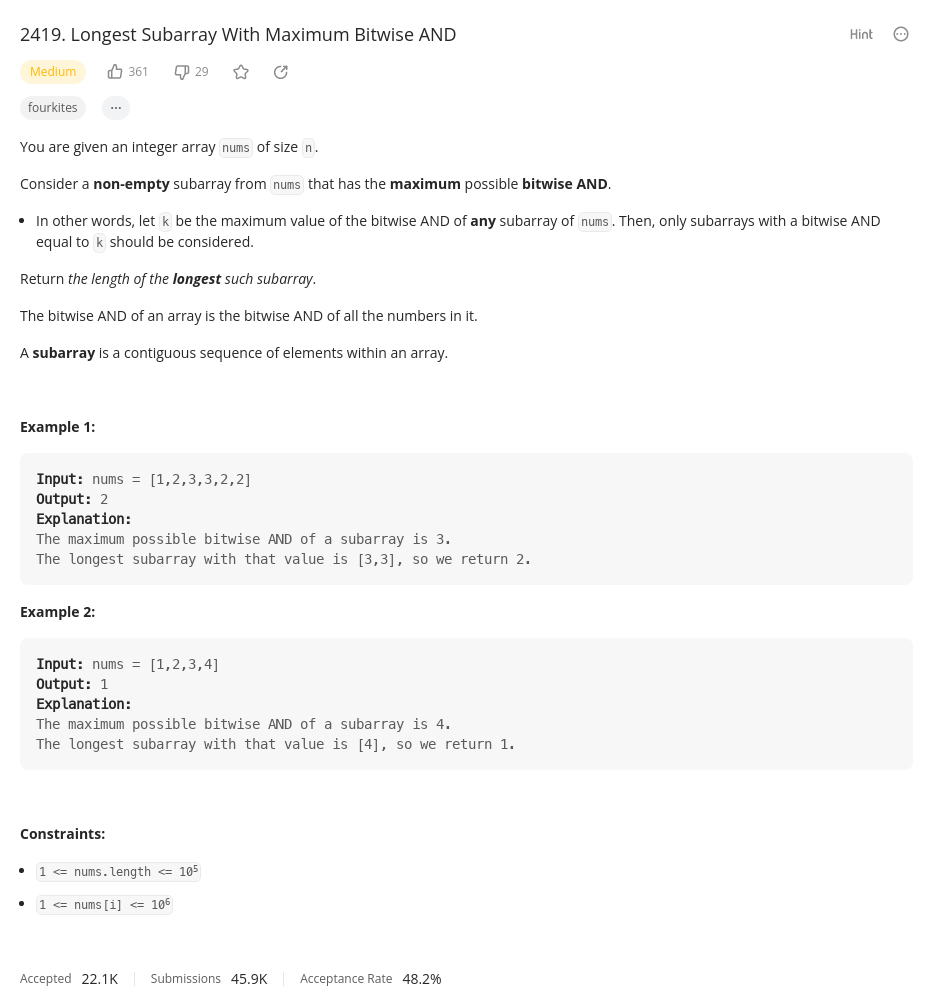 2419. Longest Subarray With Maximum Bitwise AND
Hint
Medium 361 29
fourkites ...
You are given an integer array nums of size n.
Consider a non-empty subarray from nums that has the maximum possible bitwise AND.
• In other words, let k be the maximum value of the bitwise AND of any subarray of nums. Then, only subarrays with a bitwise AND
equal to k should be considered.
Return the length of the longest such subarray.
The bitwise AND of an array is the bitwise AND of all the numbers in it.
A subarray is a contiguous sequence of elements within an array.
Example 1:
Input: nums = [1,2,3,3,2,2]
Output: 2
Explanation:
The maximum possible bitwise AND of a subarray is 3.
The longest subarray with that value is [3,3], so we return 2.
Example 2:
Input: nums = [1,2,3,4]
Output: 1
Explanation:
The maximum possible bitwise AND of a subarray is 4.
The longest subarray with that value is [4], so we return 1.
Constraints:
• 1 <= nums.length <= 10⁵
• 1 <= nums[i] <= 10⁶
Accepted 22.1K Submissions 45.9K Acceptance Rate 48.2%